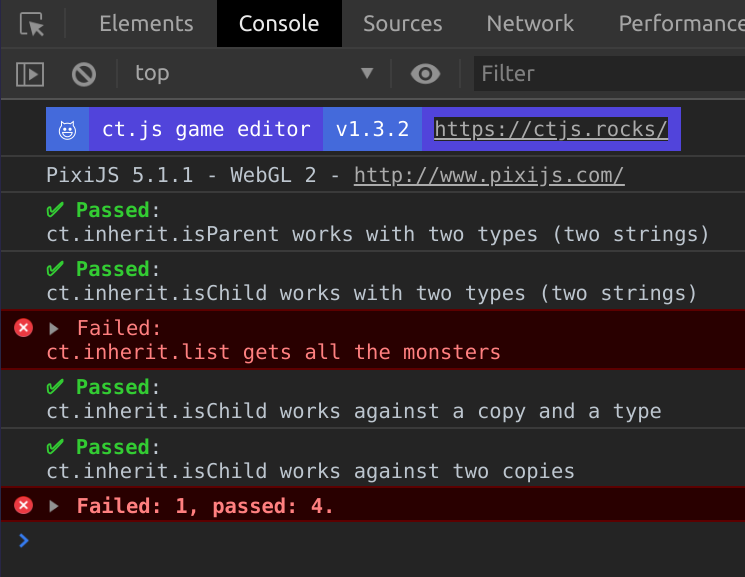 Elements Console Sources Network Performance
top Filter
ct.js game editor v1.3.2 https://ctjs.rocks/
PixiJS 5.1.1 - WebGL 2 - http://www.pixijs.com/
✔ Passed:
ct.inherit.isParent works with two types (two strings)
✔ Passed:
ct.inherit.isChild works with two types (two strings)
Failed:
ct.inherit.list gets all the monsters
✔ Passed:
ct.inherit.isChild works against a copy and a type
✔ Passed:
ct.inherit.isChild works against two copies
Failed: 1, passed: 4.